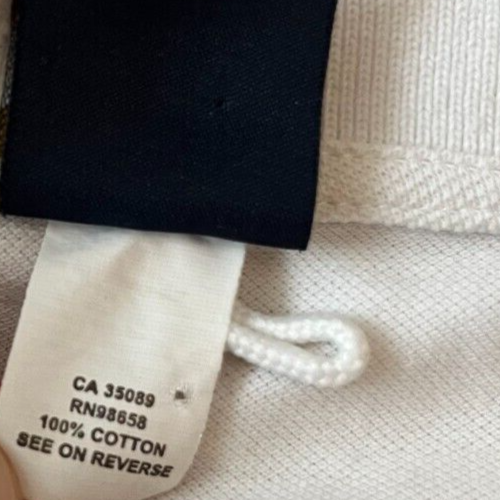 CA 35089
RN98658
100% COTTON
SEE ON REVERSE